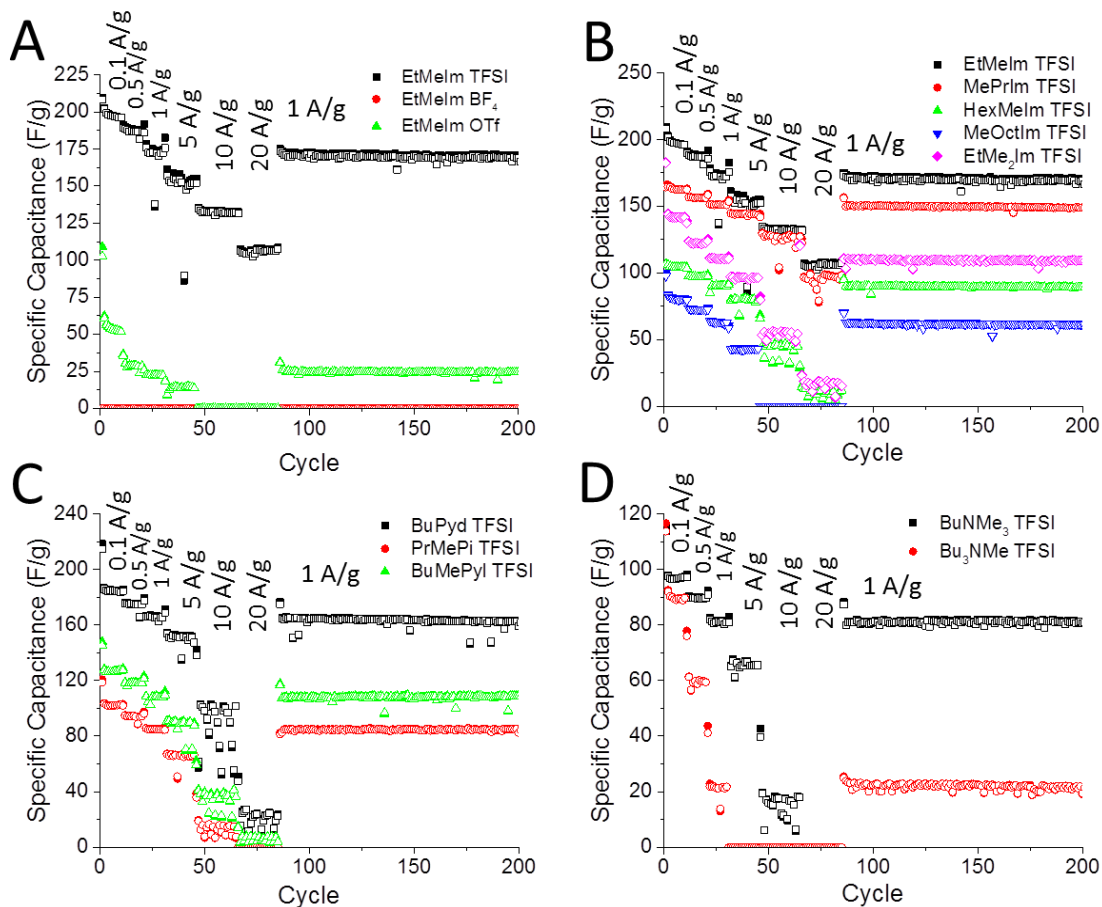 A
0.1 A/g
0.5 A/g
1 A/g
5 A/g
10 A/g
20 A/g
1 A/g
EtMeIm TFSI
EtMeIm BF₄
EtMeIm OTf
Specific Capacitance (F/g)
225
200
175
150
125
100
75
50
25
0
0 50 100 150 200
Cycle
B
0.1 A/g
0.5 A/g
1 A/g
5 A/g
10 A/g
20 A/g
1 A/g
EtMeIm TFSI
MePrIm TFSI
HexMeIm TFSI
MeOctIm TFSI
EtMe₂Im TFSI
Specific Capacitance (F/g)
250
200
150
100
50
0
0 50 100 150 200
Cycle
C
0.1 A/g
0.5 A/g
1 A/g
5 A/g
10 A/g
20 A/g
1 A/g
BuPyd TFSI
PrMePi TFSI
BuMePyl TFSI
Specific Capacitance (F/g)
240
200
160
120
80
40
0
0 50 100 150 200
Cycle
D
0.1 A/g
0.5 A/g
1 A/g
5 A/g
10 A/g
20 A/g
1 A/g
BuNMe₃ TFSI
Bu₃NMe TFSI
Specific Capacitance (F/g)
120
100
80
60
40
20
0
0 50 100 150 200
Cycle